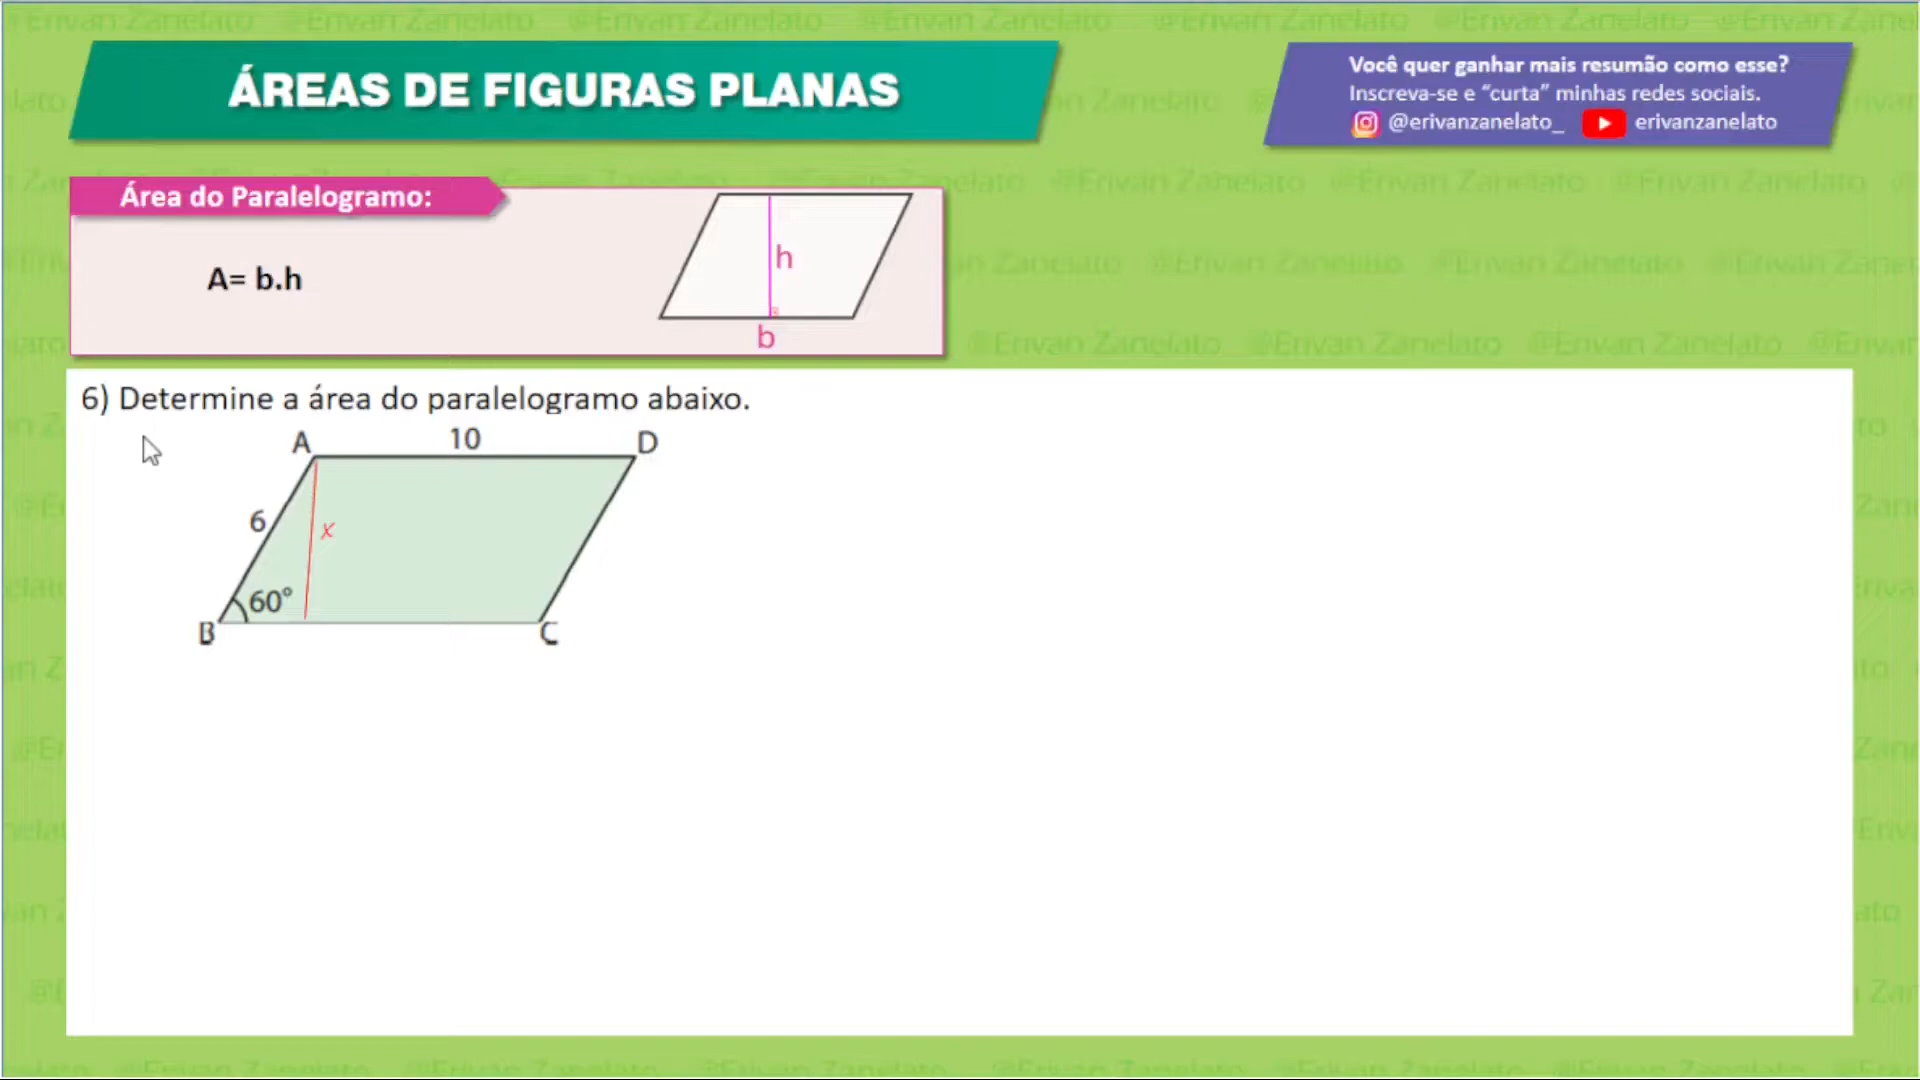 ÁREAS DE FIGURAS PLANAS
Você quer ganhar mais resumão como esse?
Inscreva-se e “curta” minhas redes sociais.
@erivanzanelato_ erivanzanelato
Área do Paralelogramo:
A= b.h
h
b
6) Determine a área do paralelogramo abaixo.
A 10 D
6 x
60°
B C